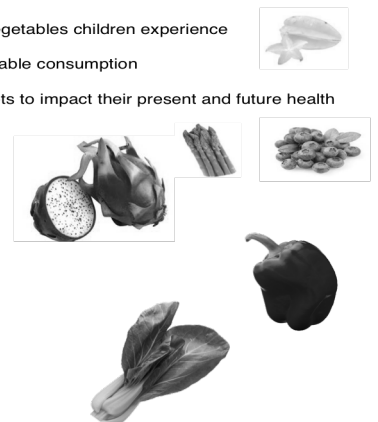 getables children experience
able consumption
ts to impact their present and future health